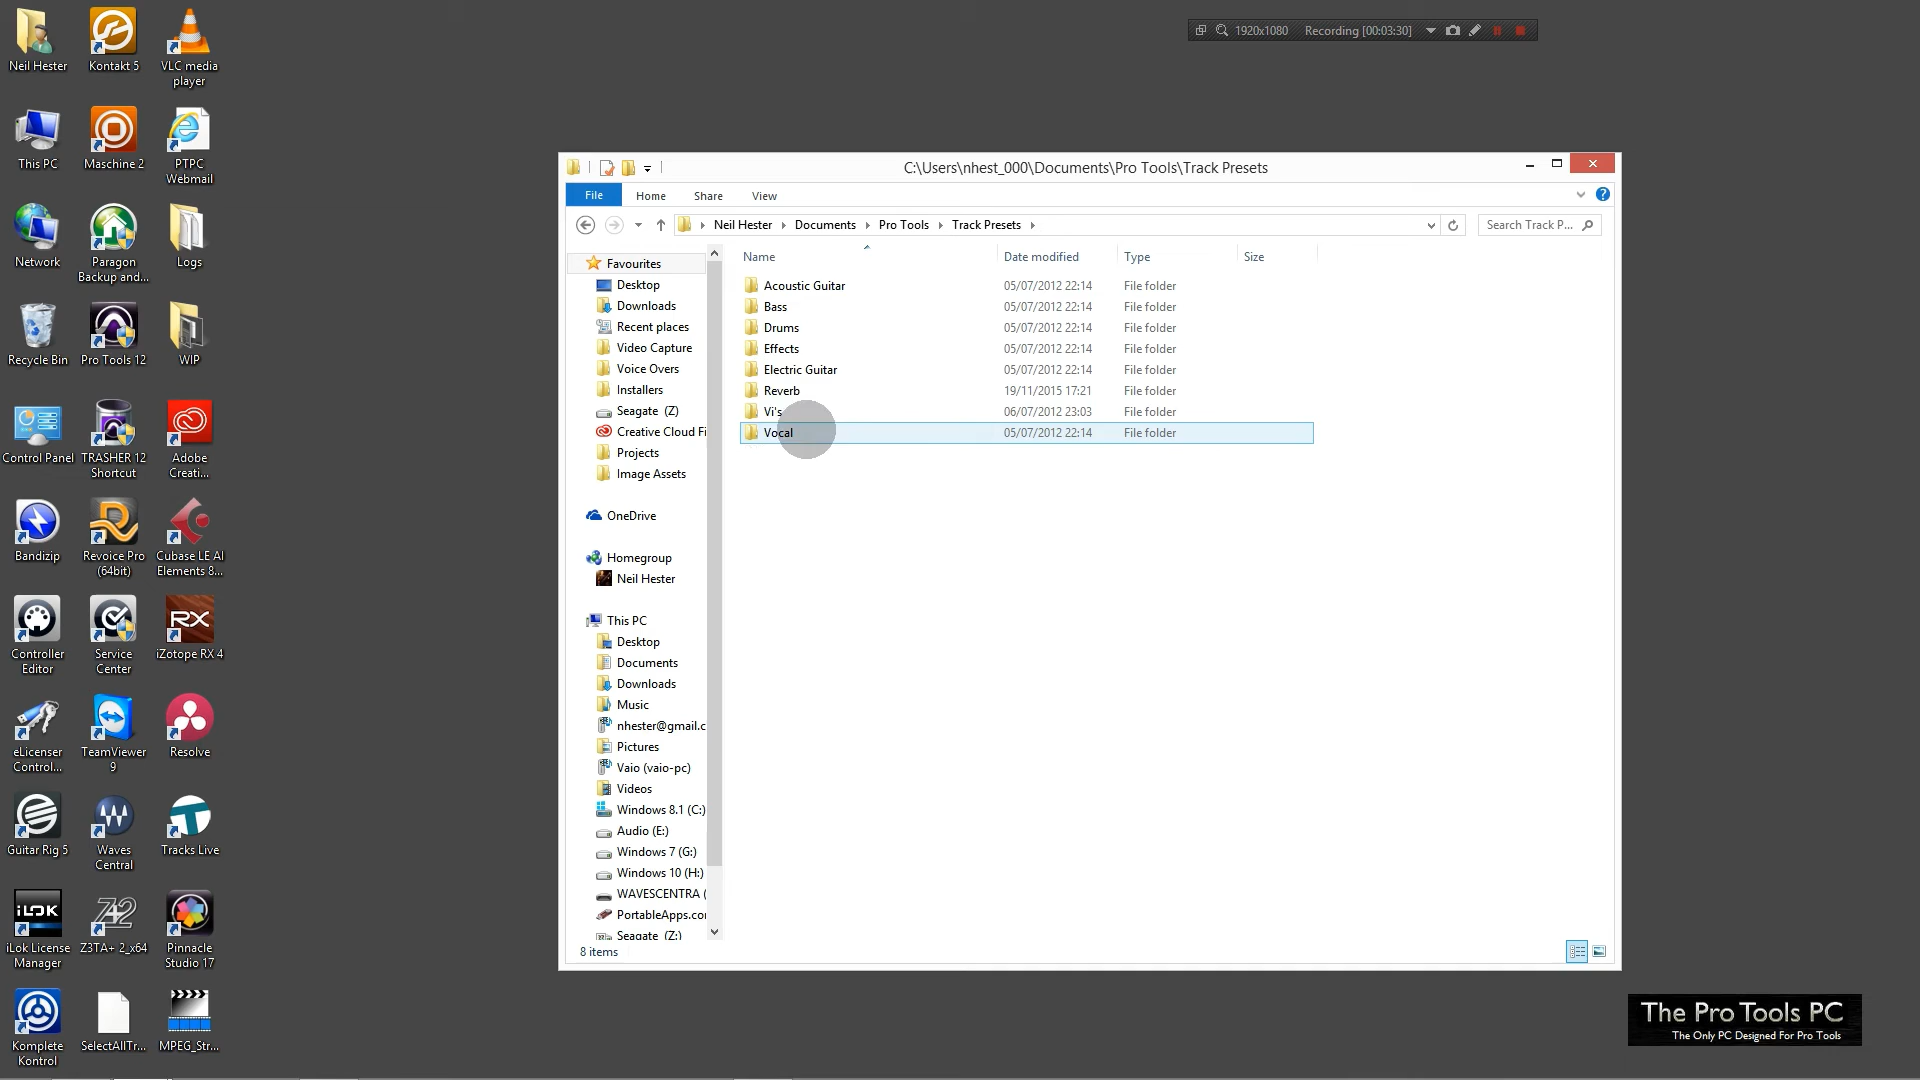 Neil Hester
Kontakt 5
VLC media
player
This PC
Maschine 2
PTPC
Webmail
Network
Paragon
Backup and...
Logs
Recycle Bin
Pro Tools 12
WIP
Control Panel
TRASHER 12
Shortcut
Adobe
Creati...
Bandizip
Revoice Pro
(64bit)
Cubase LE AI
Elements 8...
Controller
Editor
Service
Center
RX
iZotope RX 4
eLicenser
Control...
TeamViewer
9
Resolve
Guitar Rig 5
Waves
Central
Tracks Live
iLOK
iLok License
Manager
Z3TA+ 2_x64
Pinnacle
Studio 17
Komplete
Kontrol
SelectAllTr...
MPEG_Str...
1920x1080 Recording [00:03:30]
C:\Users\nhest_000\Documents\Pro Tools\Track Presets
File Home Share View
Neil Hester Documents Pro Tools Track Presets
Search Track P...
Favourites
Desktop
Downloads
Recent places
Video Capture
Voice Overs
Installers
Seagate (Z)
Creative Cloud Fi
Projects
Image Assets
OneDrive
Homegroup
Neil Hester
This PC
Desktop
Documents
Downloads
Music
nhester@gmail.c
Pictures
Vaio (vaio-pc)
Videos
Windows 8.1 (C:)
Audio (E:)
Windows 7 (G:)
Windows 10 (H:)
WAVESCENTRA (
PortableApps.cor
Seagate (Z:)
Name Date modified Type Size
Acoustic Guitar 05/07/2012 22:14 File folder
Bass 05/07/2012 22:14 File folder
Drums 05/07/2012 22:14 File folder
Effects 05/07/2012 22:14 File folder
Electric Guitar 05/07/2012 22:14 File folder
Reverb 19/11/2015 17:21 File folder
Vi's 06/07/2012 23:03 File folder
Vocal 05/07/2012 22:14 File folder
8 items
The Pro Tools PC
The Only PC Designed For Pro Tools